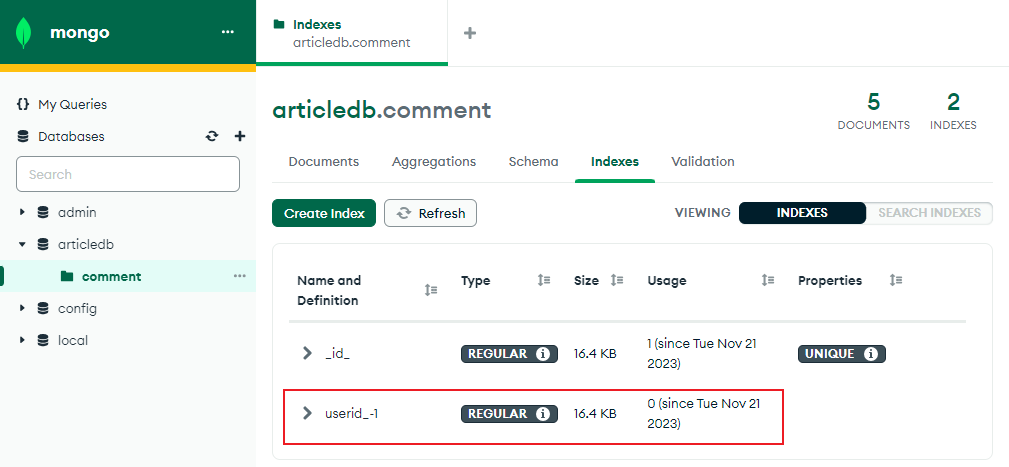 mongo
...
Indexes
articledb.comment
+
{} My Queries
Databases
Search
admin
articledb
comment
...
config
local
articledb.comment
5
DOCUMENTS
2
INDEXES
Documents Aggregations Schema Indexes Validation
Create Index Refresh
VIEWING INDEXES SEARCH INDEXES
Name and
Definition
Type Size Usage Properties
_id_ REGULAR i 16.4 KB
1 (since Tue Nov 21
2023)
UNIQUE i
userid_-1 REGULAR i 16.4 KB
0 (since Tue Nov 21
2023)